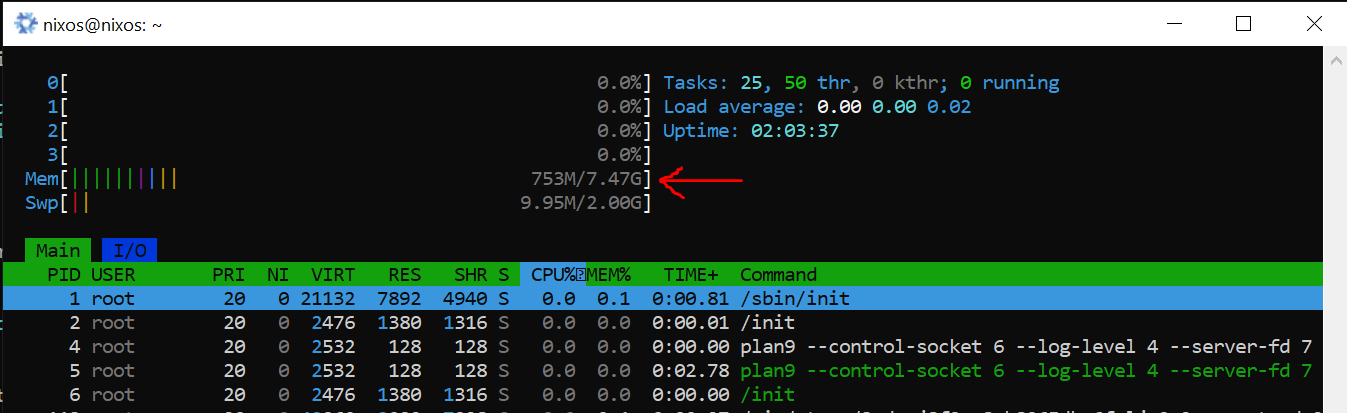 nixos@nixos: ~
0[ 0.0%] Tasks: 25, 50 thr, 0 kthr; 0 running
1[ 0.0%] Load average: 0.00 0.00 0.02
2[ 0.0%] Uptime: 02:03:37
3[ 0.0%]
Mem[|||||||||| 753M/7.47G]
Swp[|| 9.95M/2.00G]
Main I/O
PID USER PRI NI VIRT RES SHR S CPU% MEM% TIME+ Command
1 root 20 0 21132 7892 4940 S 0.0 0.1 0:00.81 /sbin/init
2 root 20 0 2476 1380 1316 S 0.0 0.0 0:00.01 /init
4 root 20 0 2532 128 128 S 0.0 0.0 0:00.00 plan9 --control-socket 6 --log-level 4 --server-fd 7
5 root 20 0 2532 128 128 S 0.0 0.0 0:02.78 plan9 --control-socket 6 --log-level 4 --server-fd 7
6 root 20 0 2476 1380 1316 S 0.0 0.0 0:00.00 /init